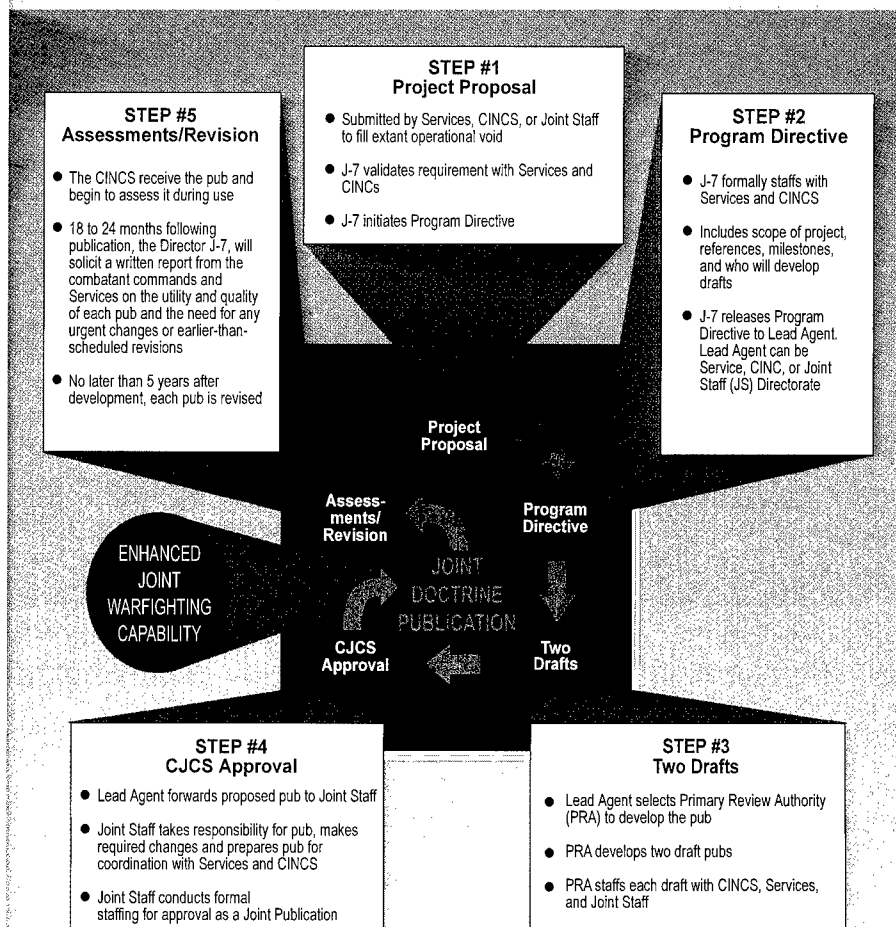 STEP #1
Project Proposal
● Submitted by Services, CINCS, or Joint Staff
to fill extant operational void
● J-7 validates requirement with Services and
CINCs
● J-7 initiates Program Directive
STEP #5
Assessments/Revision
● The CINCS receive the pub and
begin to assess it during use
● 18 to 24 months following
publication, the Director J-7, will
solicit a written report from the
combatant commands and
Services on the utility and quality
of each pub and the need for any
urgent changes or earlier-than-
scheduled revisions
● No later than 5 years after
development, each pub is revised
STEP #2
Program Directive
● J-7 formally staffs with
Services and CINCS
● Includes scope of project,
references, milestones,
and who will develop
drafts
● J-7 releases Program
Directive to Lead Agent.
Lead Agent can be
Service, CINC, or Joint
Staff (JS) Directorate
Project
Proposal
Assess-
ments/
Revision
Program
Directive
ENHANCED
JOINT
WARFIGHTING
CAPABILITY
JOINT
DOCTRINE
PUBLICATION
CJCS
Approval
Two
Drafts
STEP #4
CJCS Approval
● Lead Agent forwards proposed pub to Joint Staff
● Joint Staff takes responsibility for pub, makes
required changes and prepares pub for
coordination with Services and CINCS
● Joint Staff conducts formal
staffing for approval as a Joint Publication
STEP #3
Two Drafts
● Lead Agent selects Primary Review Authority
(PRA) to develop the pub
● PRA develops two draft pubs
● PRA staffs each draft with CINCS, Services,
and Joint Staff